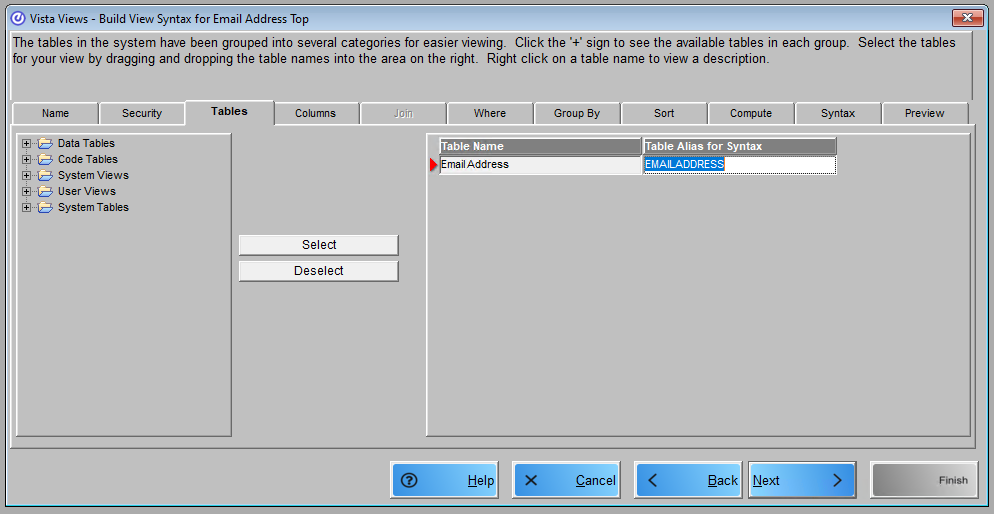 Vista Views - Build View Syntax for Email Address Top
The tables in the system have been grouped into several categories for easier viewing. Click the '+' sign to see the available tables in each group. Select the tables
for your view by dragging and dropping the table names into the area on the right. Right click on a table name to view a description.
Name Security Tables Columns Join Where Group By Sort Compute Syntax Preview
Data Tables
Code Tables
System Views
User Views
System Tables
Select
Deselect
Table Name Table Alias for Syntax
Email Address EMAILADDRESS
Help Cancel Back Next Finish